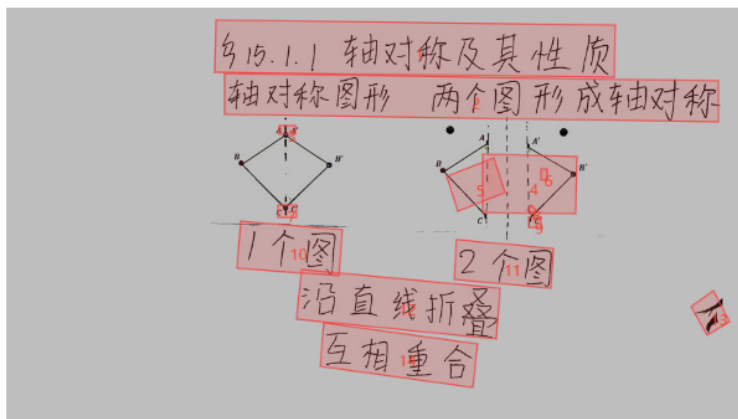 §15.1.1 轴对称及其性质
轴对称图形 两个图形成轴对称
A A'
B B'
C C'
A A'
B B'
C C'
1个图 2个图
沿直线折叠
互相重合